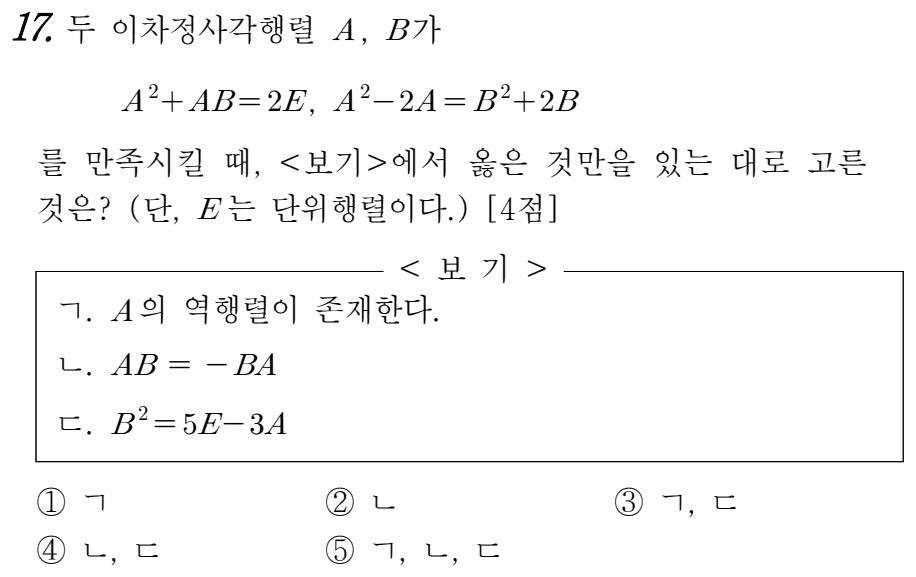 17. 두 이차정사각행렬 A, B가
A²+AB=2E, A²-2A=B²+2B
를 만족시킬 때, <보기>에서 옳은 것만을 있는 대로 고른
것은? (단, E는 단위행렬이다.) [4점]
< 보 기 >
ㄱ. A의 역행렬이 존재한다.
ㄴ. AB = -BA
ㄷ. B²=5E-3A
① ㄱ ② ㄴ ③ ㄱ, ㄷ
④ ㄴ, ㄷ ⑤ ㄱ, ㄴ, ㄷ